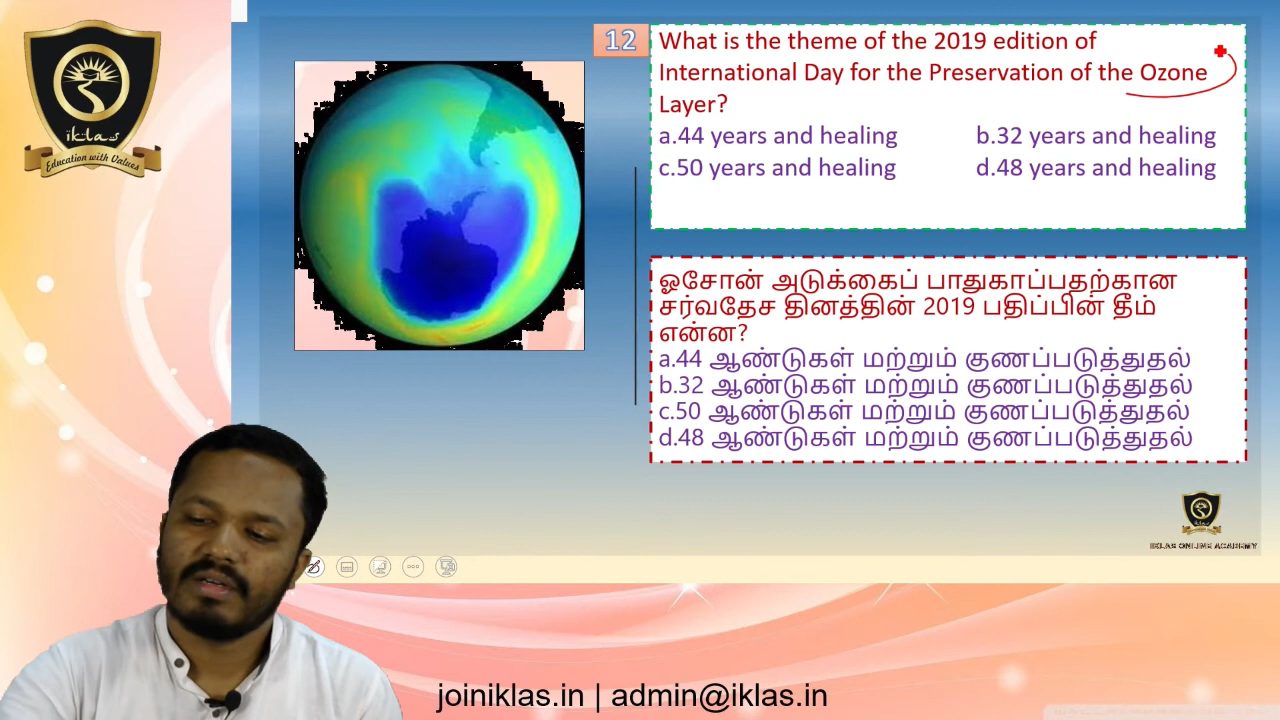 iklas
Education with Values
12
What is the theme of the 2019 edition of
International Day for the Preservation of the Ozone
Layer?
a.44 years and healing b.32 years and healing
c.50 years and healing d.48 years and healing
ஓசோன் அடுக்கைப் பாதுகாப்பதற்கான
சர்வதேச தினத்தின் 2019 பதிப்பின் தீம்
என்ன?
a.44 ஆண்டுகள் மற்றும் குணப்படுத்துதல்
b.32 ஆண்டுகள் மற்றும் குணப்படுத்துதல்
c.50 ஆண்டுகள் மற்றும் குணப்படுத்துதல்
d.48 ஆண்டுகள் மற்றும் குணப்படுத்துதல்
IKLAS ONLINE ACADEMY
joiniklas.in | admin@iklas.in